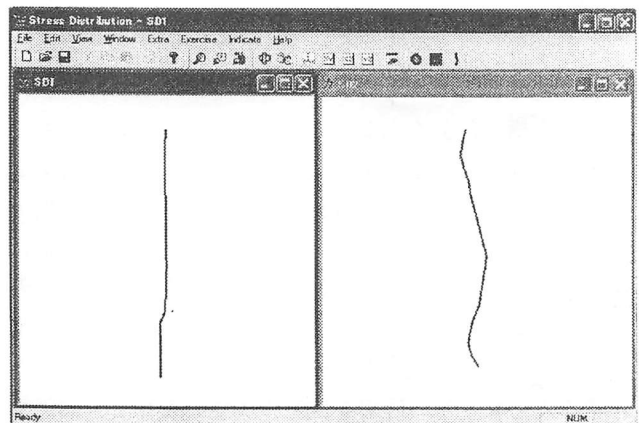 Stress Distribution - SD1
File Edit View Window Extra Exercise Indicate Help
SD1
Ready
NUM